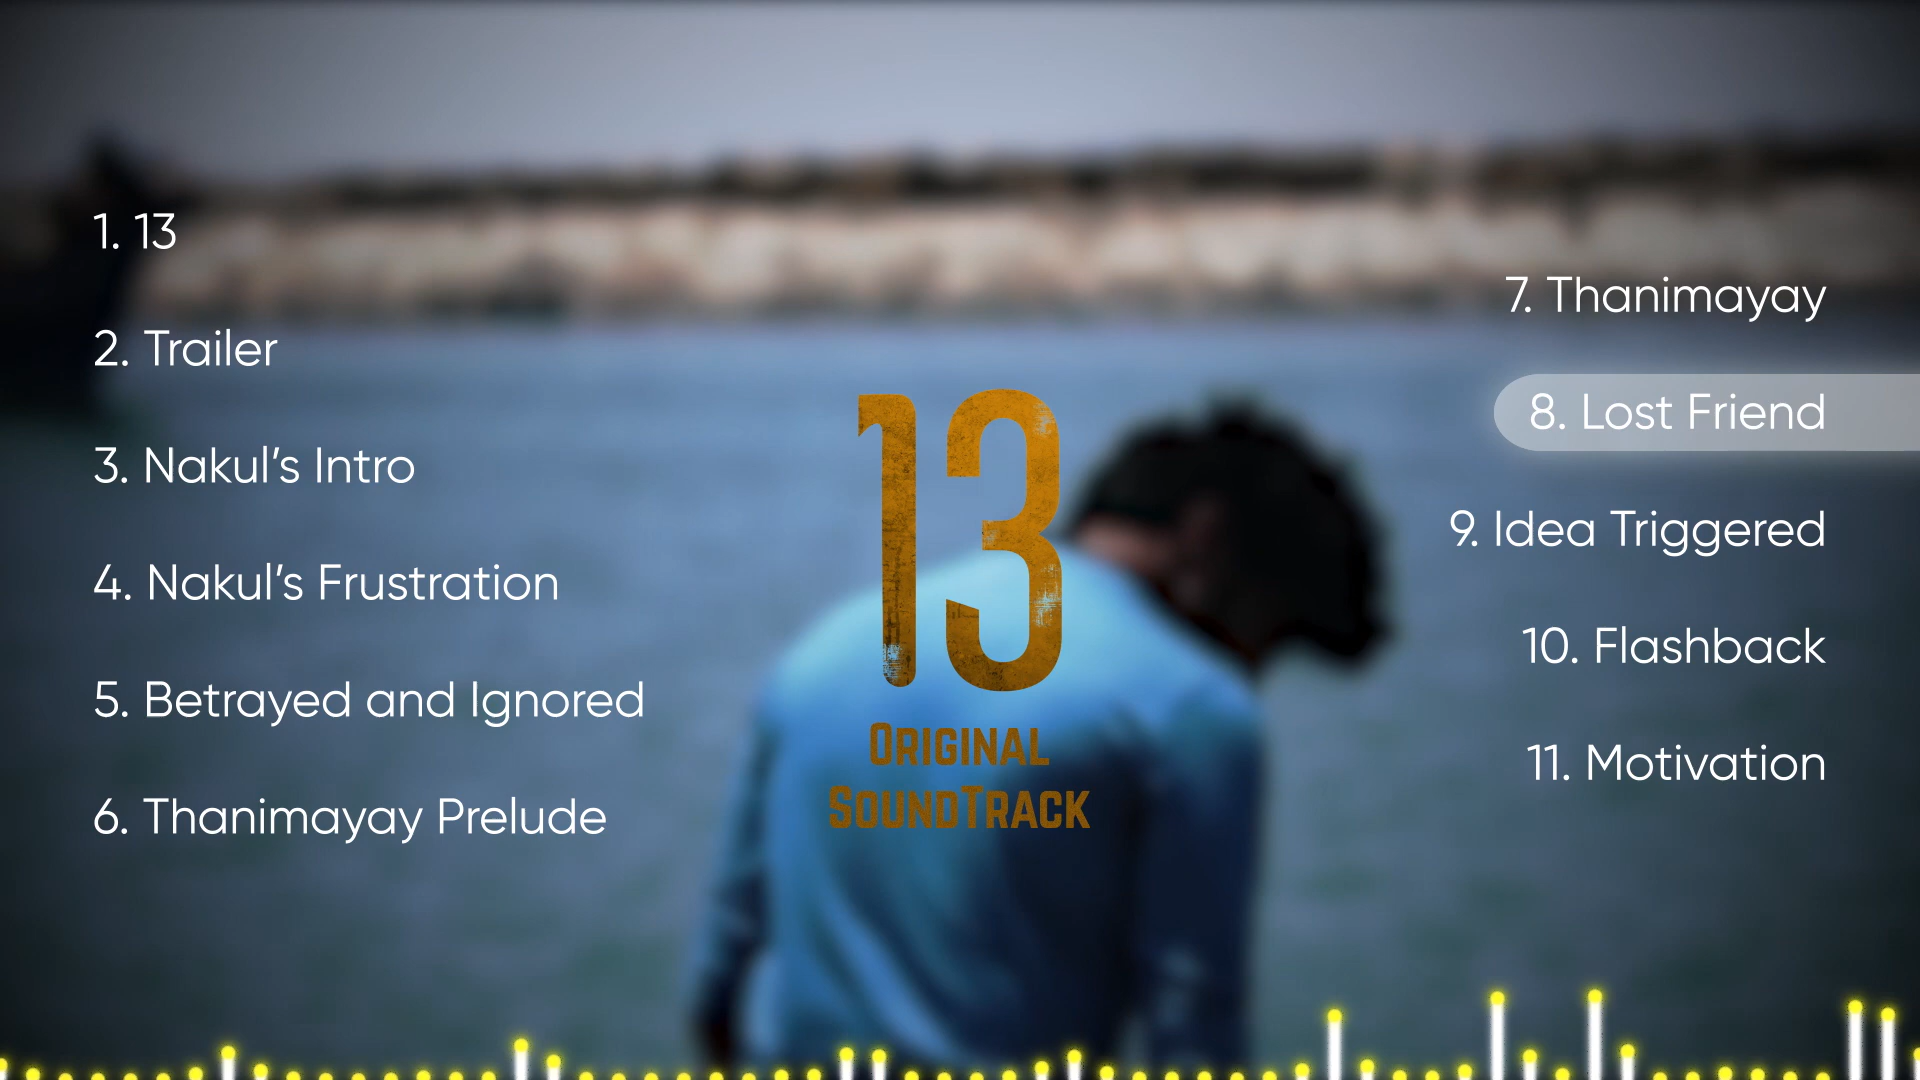 1. 13
2. Trailer
3. Nakul's Intro
4. Nakul's Frustration
5. Betrayed and Ignored
6. Thanimayay Prelude
13
Original
SoundTrack
7. Thanimayay
8. Lost Friend
9. Idea Triggered
10. Flashback
11. Motivation